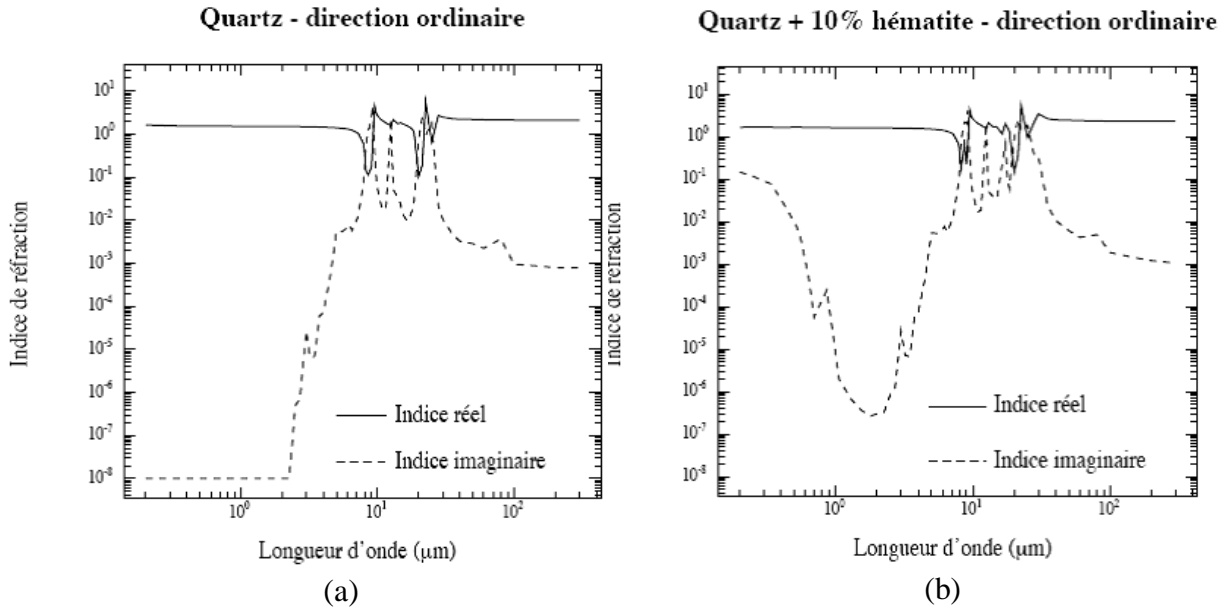 Quartz - direction ordinaire
10¹
10⁰
10⁻¹
10⁻²
10⁻³
10⁻⁴
10⁻⁵
10⁻⁶
10⁻⁷
10⁻⁸
Indice de réfraction
Indice réel
Indice imaginaire
10⁰
10¹
10²
Longueur d'onde (μm)
(a)
Quartz + 10% hématite - direction ordinaire
10¹
10⁰
10⁻¹
10⁻²
10⁻³
10⁻⁴
10⁻⁵
10⁻⁶
10⁻⁷
10⁻⁸
Indice de réfraction
Indice réel
Indice imaginaire
10⁰
10¹
10²
Longueur d'onde (μm)
(b)